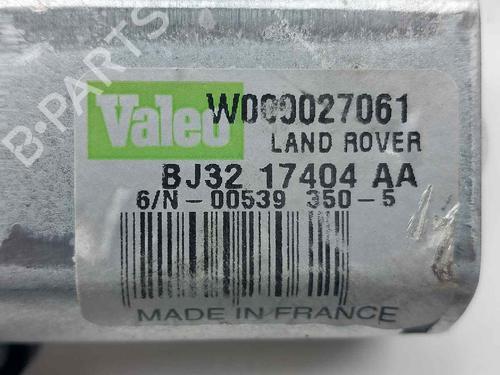 B-PARTS
Valeo
W000027061
LAND ROVER
BJ32 17404 AA
6/N-00539 350-5
MADE IN FRANCE